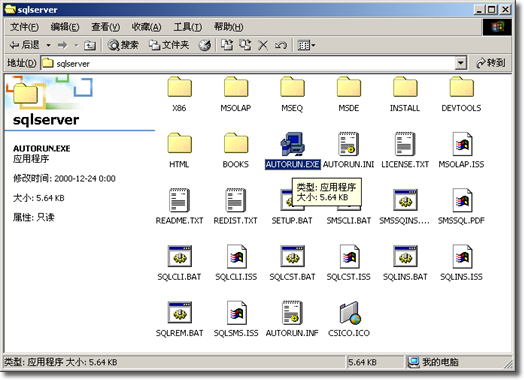 sqlserver
文件(F) 编辑(E) 查看(V) 收藏(A) 工具(T) 帮助(H)
后退 搜索 文件夹
地址(D) sqlserver 转到
sqlserver
AUTORUN.EXE
应用程序
修改时间: 2000-12-24 0:00
大小: 5.64 KB
属性: 只读
X86 MSOLAP MSEQ MSDE INSTALL DEVTOOLS
HTML BOOKS AUTORUN.EXE AUTORUN.INI LICENSE.TXT MSOLAP.ISS
类型: 应用程序
大小: 5.64 KB
README.TXT REDIST.TXT SETUP.BAT SMSCLI.BAT SMSSQINS.... SMSSQL.PDF
SQLCLI.BAT SQLCLI.ISS SQLCST.BAT SQLCST.ISS SQLINS.BAT SQLINS.ISS
SQLREM.BAT SQLSMS.ISS AUTORUN.INF CSICO.ICO
类型: 应用程序 大小: 5.64 KB 5.64 KB 我的电脑